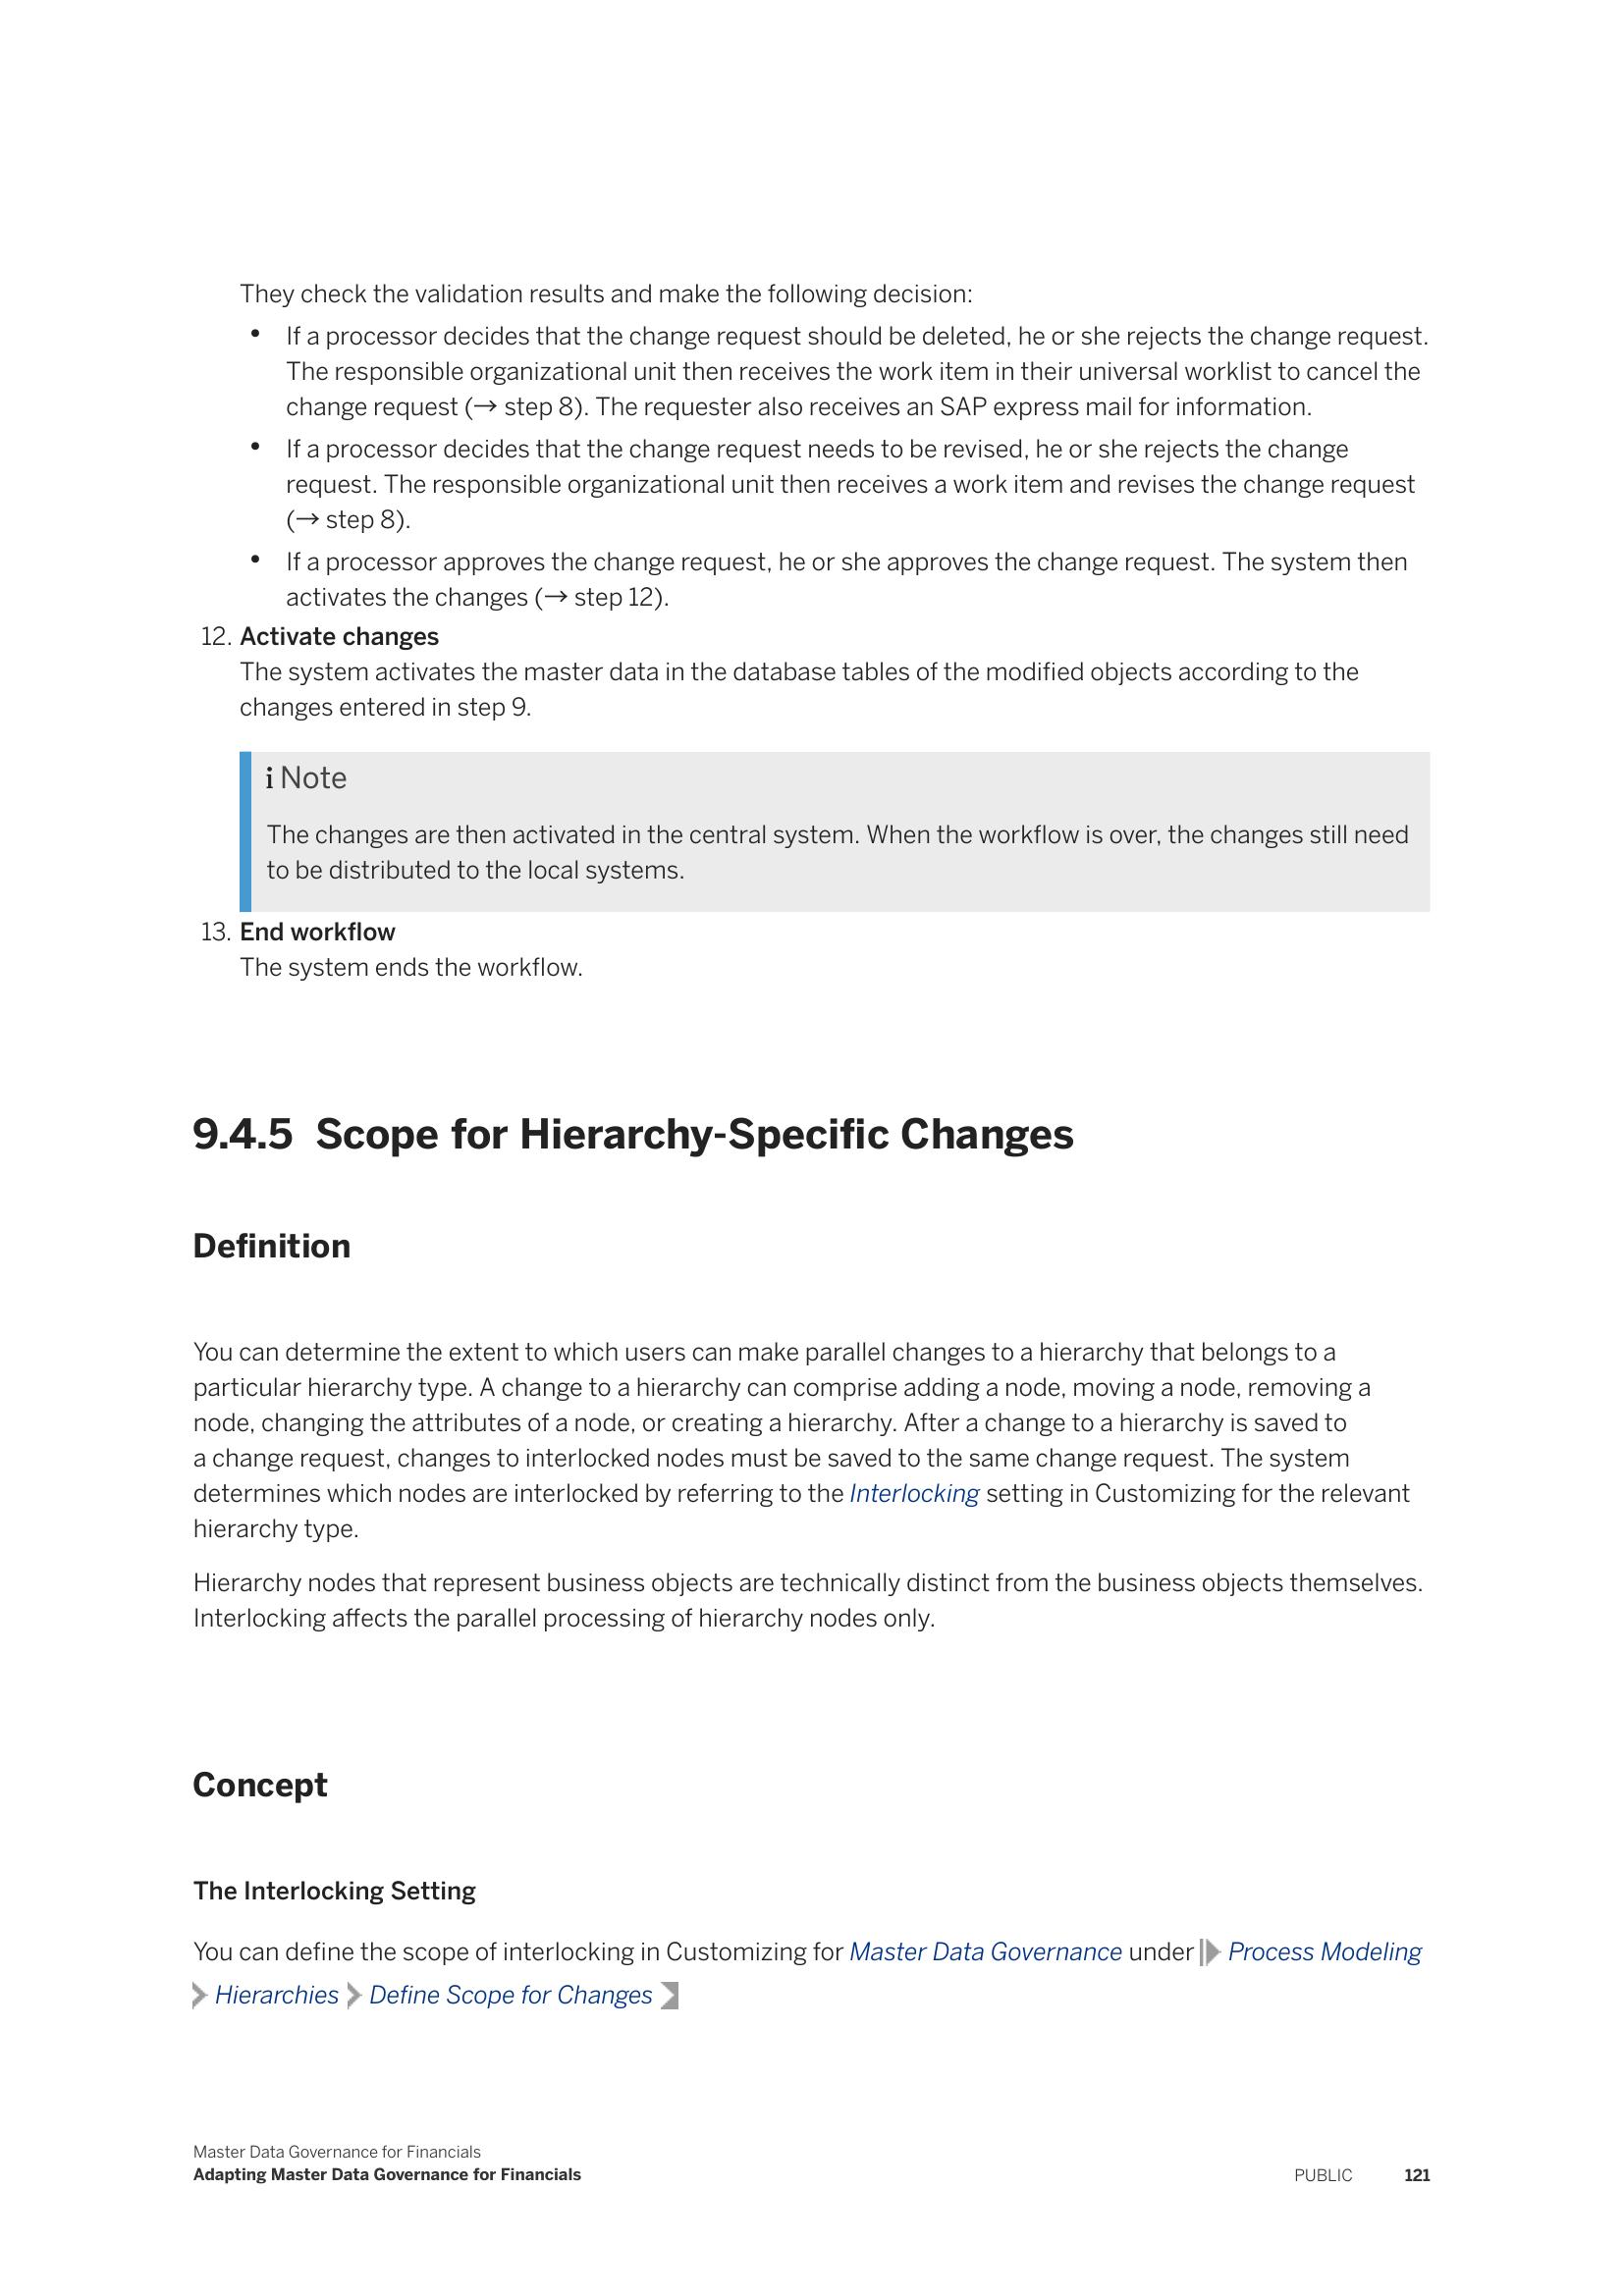 They check the validation results and make the following decision:
• If a processor decides that the change request should be deleted, he or she rejects the change request.
The responsible organizational unit then receives the work item in their universal worklist to cancel the
change request (→ step 8). The requester also receives an SAP express mail for information.
• If a processor decides that the change request needs to be revised, he or she rejects the change
request. The responsible organizational unit then receives a work item and revises the change request
(→ step 8).
• If a processor approves the change request, he or she approves the change request. The system then
activates the changes (→ step 12).
12. Activate changes
The system activates the master data in the database tables of the modified objects according to the
changes entered in step 9.
i Note
The changes are then activated in the central system. When the workflow is over, the changes still need
to be distributed to the local systems.
13. End workflow
The system ends the workflow.
9.4.5 Scope for Hierarchy-Specific Changes
Definition
You can determine the extent to which users can make parallel changes to a hierarchy that belongs to a
particular hierarchy type. A change to a hierarchy can comprise adding a node, moving a node, removing a
node, changing the attributes of a node, or creating a hierarchy. After a change to a hierarchy is saved to
a change request, changes to interlocked nodes must be saved to the same change request. The system
determines which nodes are interlocked by referring to the Interlocking setting in Customizing for the relevant
hierarchy type.
Hierarchy nodes that represent business objects are technically distinct from the business objects themselves.
Interlocking affects the parallel processing of hierarchy nodes only.
Concept
The Interlocking Setting
You can define the scope of interlocking in Customizing for Master Data Governance under Process Modeling
Hierarchies Define Scope for Changes
Master Data Governance for Financials
Adapting Master Data Governance for Financials PUBLIC 121